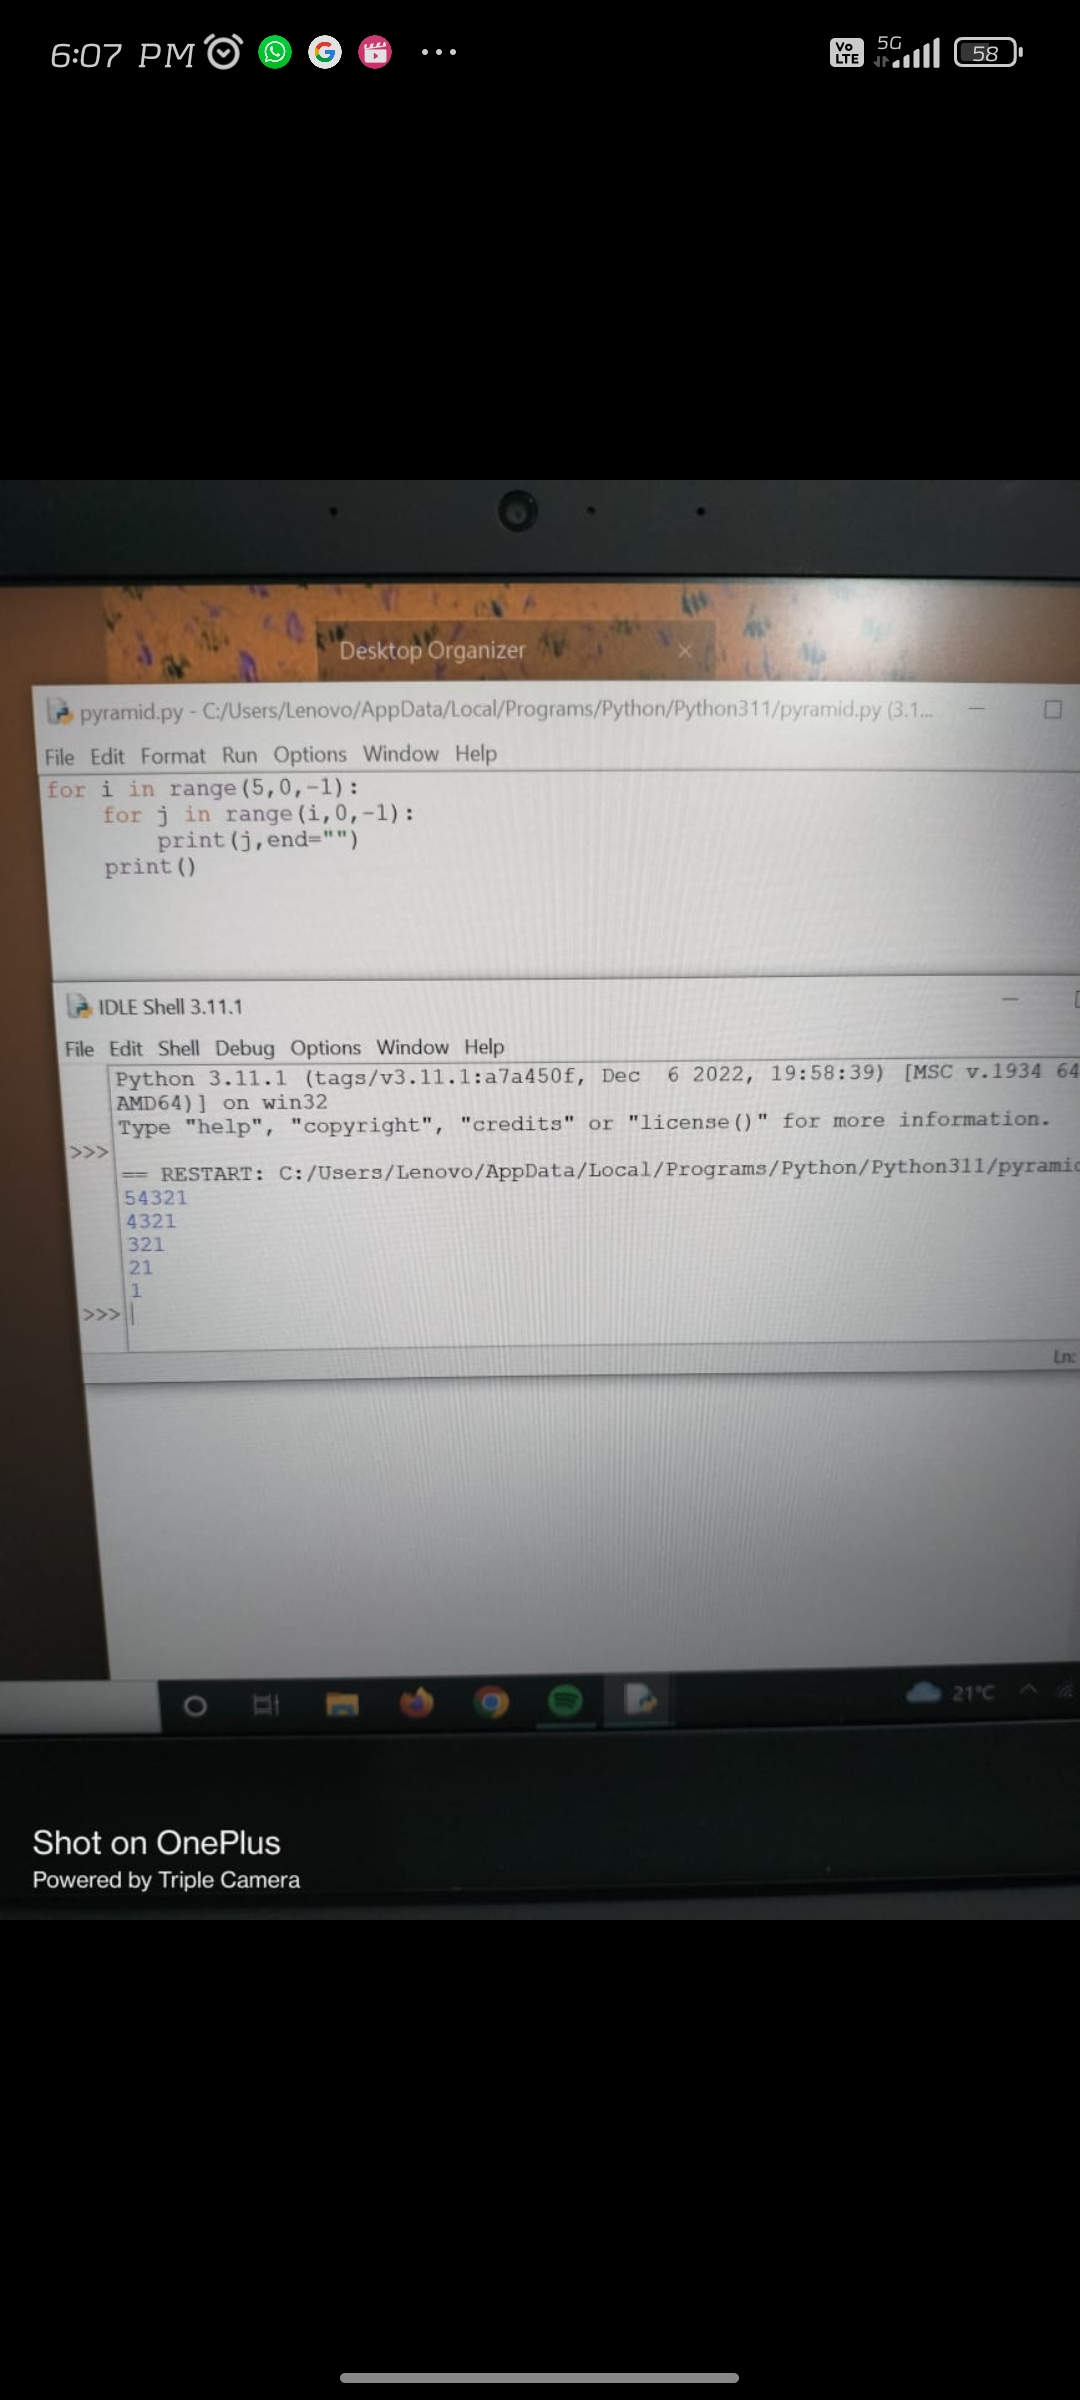 6:07 PM
Vo LTE 5G 58
Desktop Organizer
pyramid.py - C:/Users/Lenovo/AppData/Local/Programs/Python/Python311/pyramid.py (3.1...
File Edit Format Run Options Window Help
for i in range(5,0,-1):
    for j in range(i,0,-1):
        print(j,end="")
    print()
IDLE Shell 3.11.1
File Edit Shell Debug Options Window Help
Python 3.11.1 (tags/v3.11.1:a7a450f, Dec  6 2022, 19:58:39) [MSC v.1934 64
AMD64)] on win32
Type "help", "copyright", "credits" or "license()" for more information.
>>>
== RESTART: C:/Users/Lenovo/AppData/Local/Programs/Python/Python311/pyramid
54321
4321
321
21
1
>>>
Ln:
21°C
Shot on OnePlus
Powered by Triple Camera